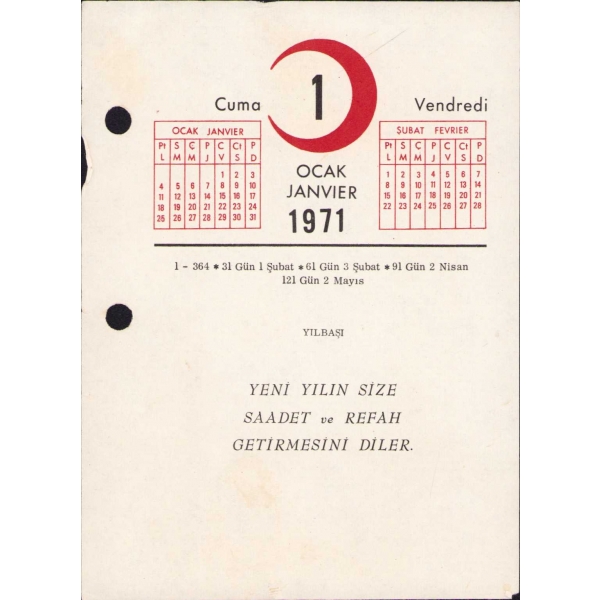 Cuma 1 Vendredi
OCAK
JANVIER
1971
OCAK JANVIER
Pt S Ç P C Ct P
L M M J V S D
1 2 3
4 5 6 7 8 9 10
11 12 13 14 15 16 17
18 19 20 21 22 23 24
25 26 27 28 29 30 31
ŞUBAT FEVRIER
Pt S Ç P C Ct P
L M M J V S D
1 2 3 4 5 6 7
8 9 10 11 12 13 14
15 16 17 18 19 20 21
22 23 24 25 26 27 28
1 - 364 * 31 Gün 1 Şubat * 61 Gün 3 Şubat * 91 Gün 2 Nisan
121 Gün 2 Mayıs
YILBAŞI
YENİ YILIN SİZE
SAADET ve REFAH
GETİRMESİNİ DİLER.